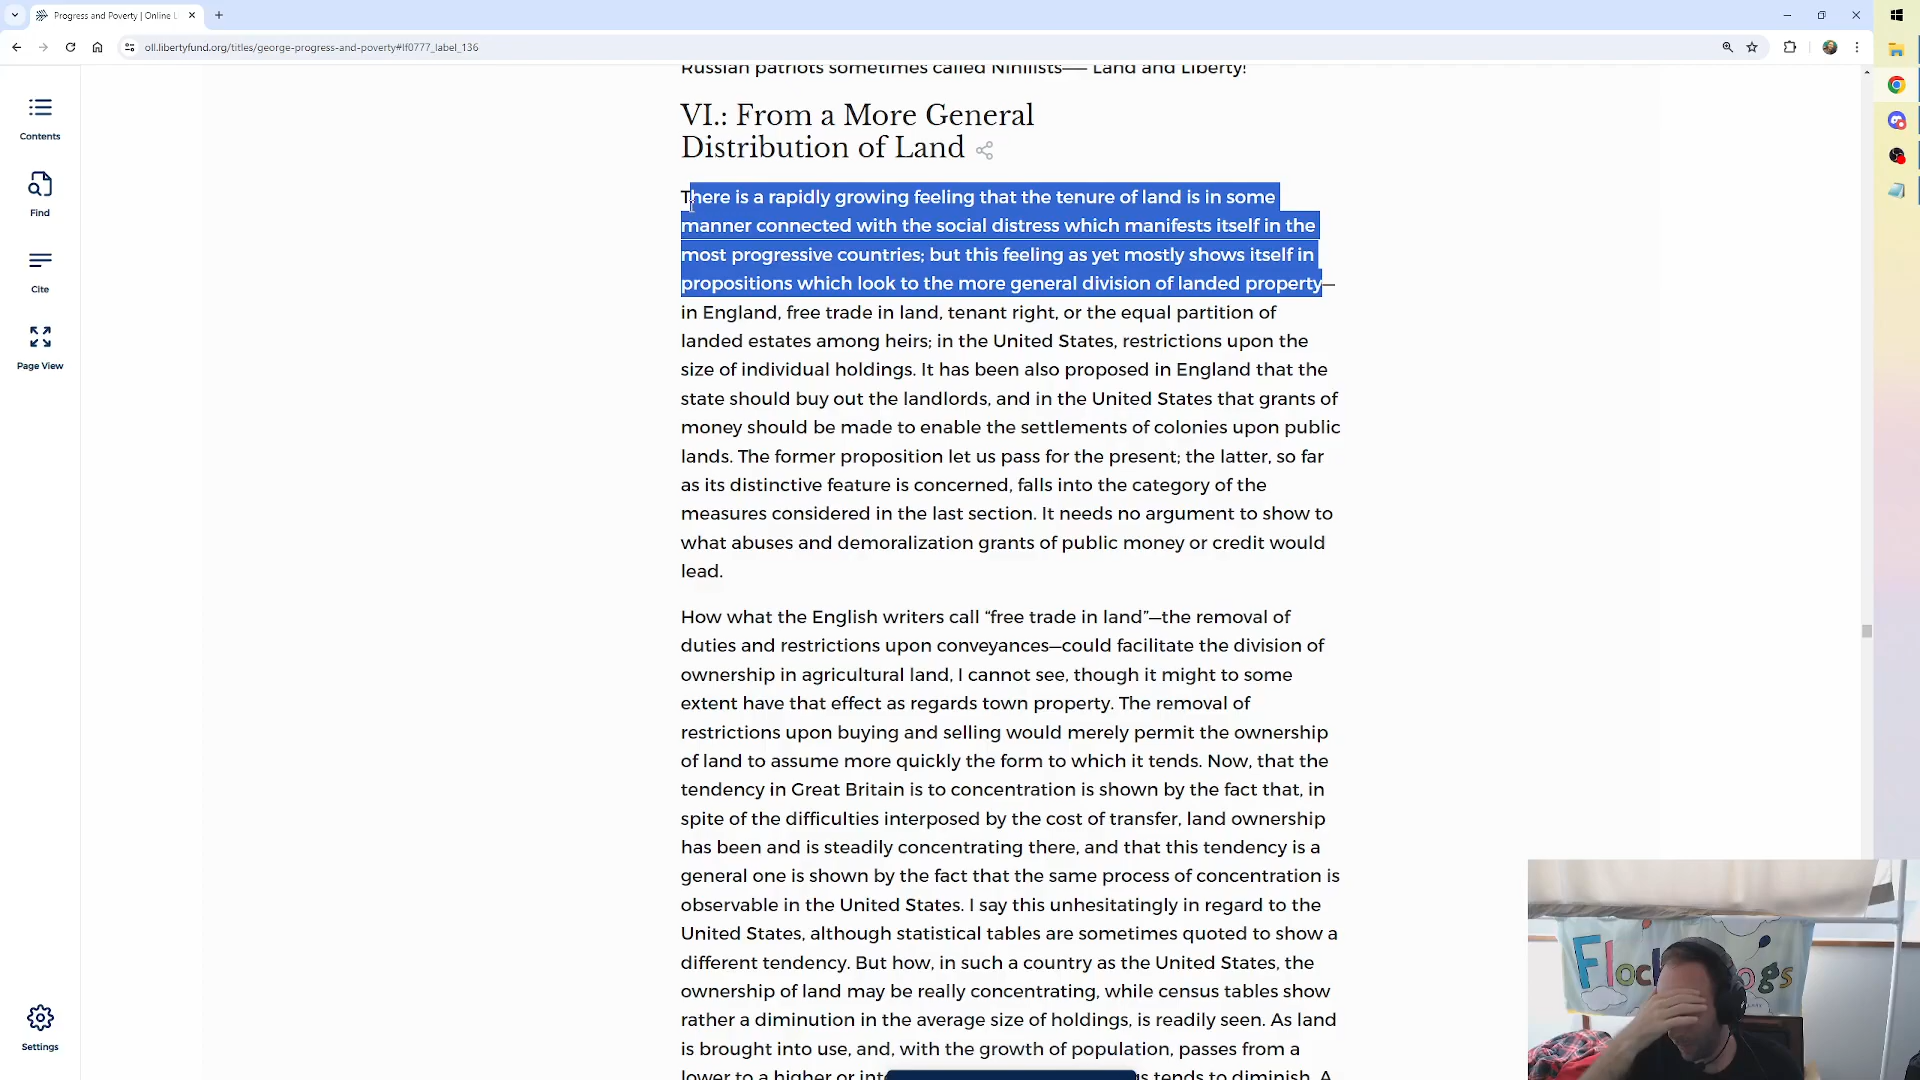 Progress and Poverty | Online L
oll.libertyfund.org/titles/george-progress-and-poverty#lf0777_label_136
Contents
Find
Cite
Page View
Settings
Russian patriots sometimes called Nihilists—— Land and Liberty!
VI.: From a More General
Distribution of Land
There is a rapidly growing feeling that the tenure of land is in some
manner connected with the social distress which manifests itself in the
most progressive countries; but this feeling as yet mostly shows itself in
propositions which look to the more general division of landed property—
in England, free trade in land, tenant right, or the equal partition of
landed estates among heirs; in the United States, restrictions upon the
size of individual holdings. It has been also proposed in England that the
state should buy out the landlords, and in the United States that grants of
money should be made to enable the settlements of colonies upon public
lands. The former proposition let us pass for the present; the latter, so far
as its distinctive feature is concerned, falls into the category of the
measures considered in the last section. It needs no argument to show to
what abuses and demoralization grants of public money or credit would
lead.
How what the English writers call “free trade in land”—the removal of
duties and restrictions upon conveyances—could facilitate the division of
ownership in agricultural land, I cannot see, though it might to some
extent have that effect as regards town property. The removal of
restrictions upon buying and selling would merely permit the ownership
of land to assume more quickly the form to which it tends. Now, that the
tendency in Great Britain is to concentration is shown by the fact that, in
spite of the difficulties interposed by the cost of transfer, land ownership
has been and is steadily concentrating there, and that this tendency is a
general one is shown by the fact that the same process of concentration is
observable in the United States. I say this unhesitatingly in regard to the
United States, although statistical tables are sometimes quoted to show a
different tendency. But how, in such a country as the United States, the
ownership of land may be really concentrating, while census tables show
rather a diminution in the average size of holdings, is readily seen. As land
is brought into use, and, with the growth of population, passes from a
lower to a higher or tends to diminish. A